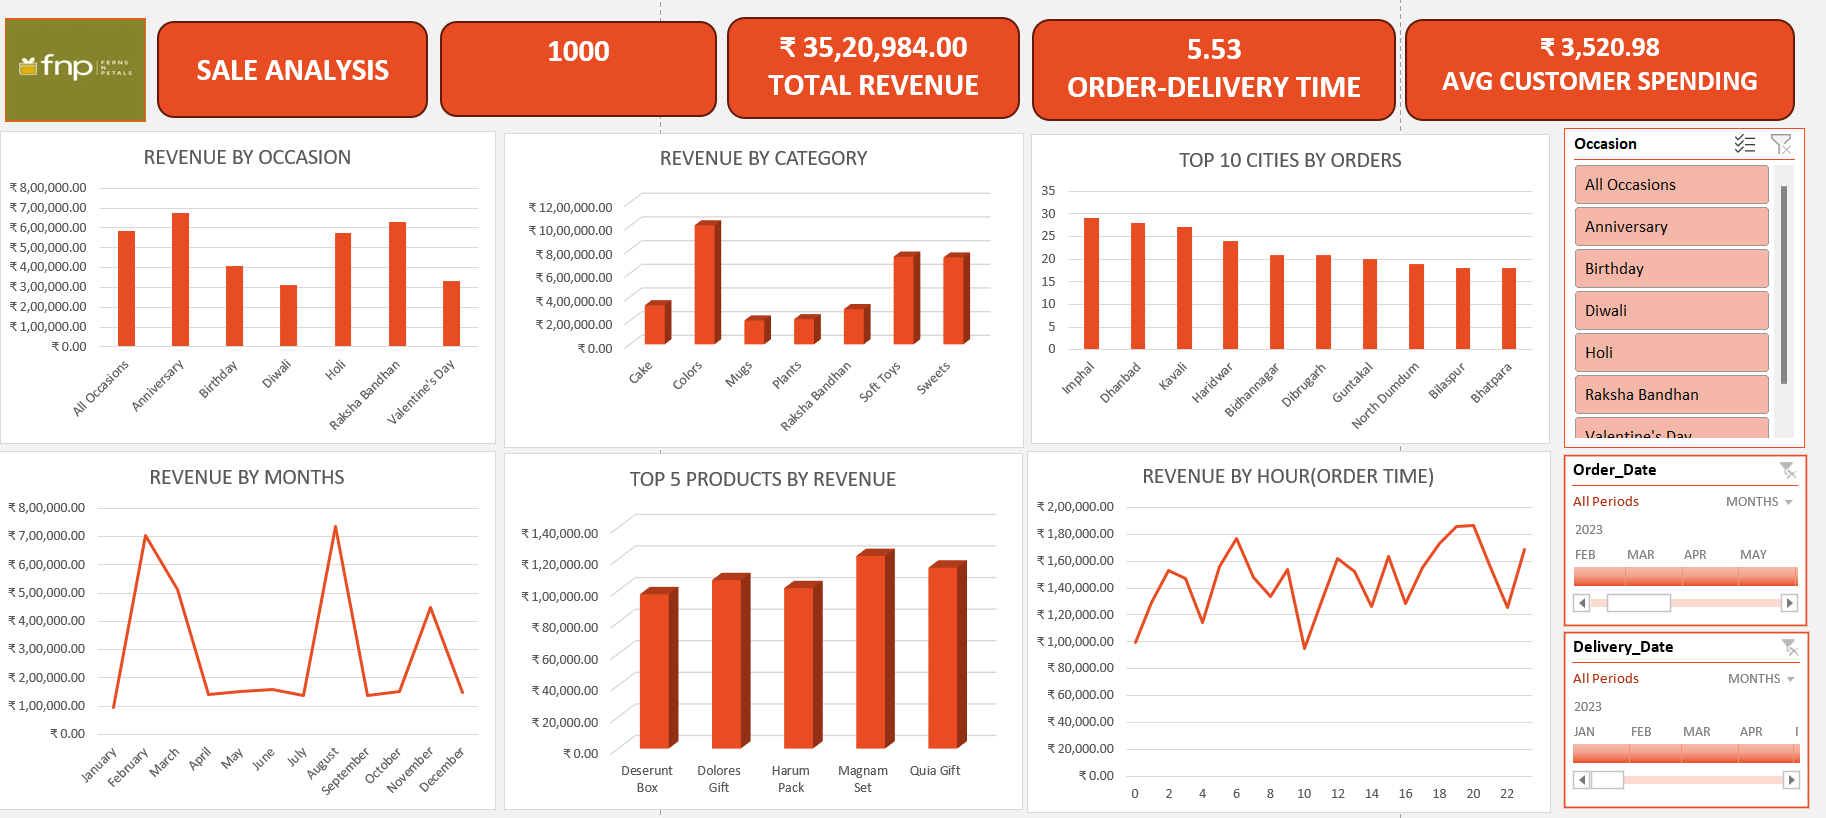 fnp FERNS
N
PETALS
SALE ANALYSIS
1000
₹ 35,20,984.00
TOTAL REVENUE
5.53
ORDER-DELIVERY TIME
₹ 3,520.98
AVG CUSTOMER SPENDING
REVENUE BY OCCASION
₹ 8,00,000.00
₹ 7,00,000.00
₹ 6,00,000.00
₹ 5,00,000.00
₹ 4,00,000.00
₹ 3,00,000.00
₹ 2,00,000.00
₹ 1,00,000.00
₹ 0.00
All Occasions
Anniversary
Birthday
Diwali
Holi
Raksha Bandhan
Valentine's Day
REVENUE BY CATEGORY
₹ 12,00,000.00
₹ 10,00,000.00
₹ 8,00,000.00
₹ 6,00,000.00
₹ 4,00,000.00
₹ 2,00,000.00
₹ 0.00
Cake
Colors
Mugs
Plants
Raksha Bandhan
Soft Toys
Sweets
TOP 10 CITIES BY ORDERS
35
30
25
20
15
10
5
0
Imphal
Dhanbad
Kavali
Haridwar
Bidhannagar
Dibrugarh
Guntakal
North Dumdum
Bilaspur
Bhatpara
Occasion
All Occasions
Anniversary
Birthday
Diwali
Holi
Raksha Bandhan
Valentine's Day
REVENUE BY MONTHS
₹ 8,00,000.00
₹ 7,00,000.00
₹ 6,00,000.00
₹ 5,00,000.00
₹ 4,00,000.00
₹ 3,00,000.00
₹ 2,00,000.00
₹ 1,00,000.00
₹ 0.00
January
February
March
April
May
June
July
August
September
October
November
December
TOP 5 PRODUCTS BY REVENUE
₹ 1,40,000.00
₹ 1,20,000.00
₹ 1,00,000.00
₹ 80,000.00
₹ 60,000.00
₹ 40,000.00
₹ 20,000.00
₹ 0.00
Deserunt
Box
Dolores
Gift
Harum
Pack
Magnam
Set
Quia Gift
REVENUE BY HOUR(ORDER TIME)
₹ 2,00,000.00
₹ 1,80,000.00
₹ 1,60,000.00
₹ 1,40,000.00
₹ 1,20,000.00
₹ 1,00,000.00
₹ 80,000.00
₹ 60,000.00
₹ 40,000.00
₹ 20,000.00
₹ 0.00
0 2 4 6 8 10 12 14 16 18 20 22
Order_Date
All Periods MONTHS
2023
FEB MAR APR MAY
Delivery_Date
All Periods MONTHS
2023
JAN FEB MAR APR